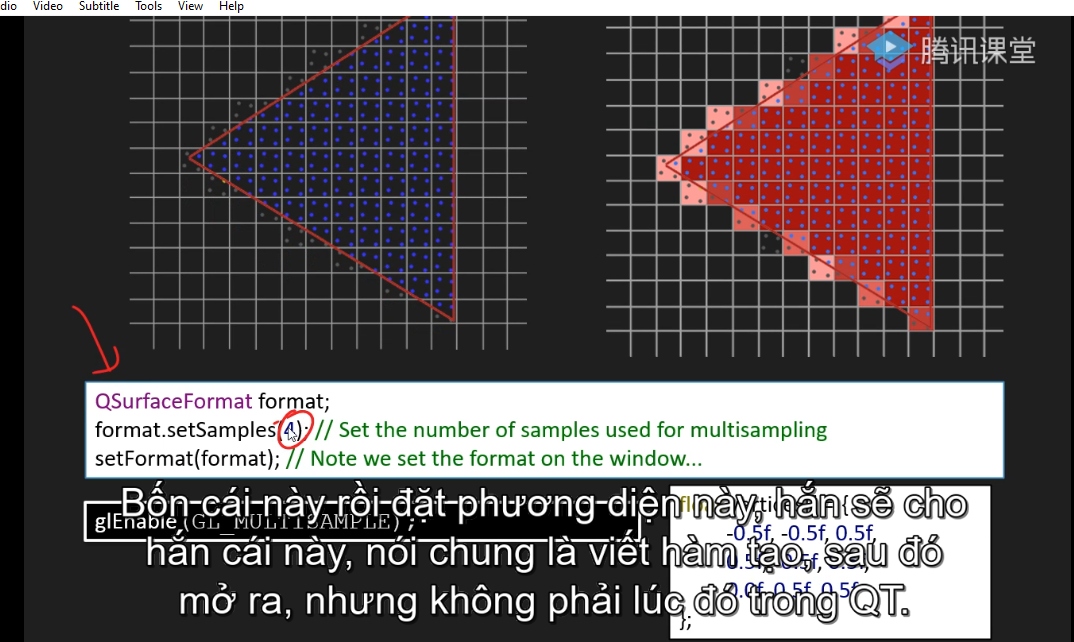 dio Video Subtitle Tools View Help
腾讯课堂
QSurfaceFormat format;
format.setSamples(4); // Set the number of samples used for multisampling
setFormat(format); // Note we set the format on the window...
glEnable(GL_MULTISAMPLE);
-0.5f, -0.5f, 0.5f,
};
Bốn cái này rồi đặt phương diện này, hắn sẽ cho
hắn cái này, nói chung là viết hàm tạo, sau đó
mở ra, nhưng không phải lúc đó trong QT.